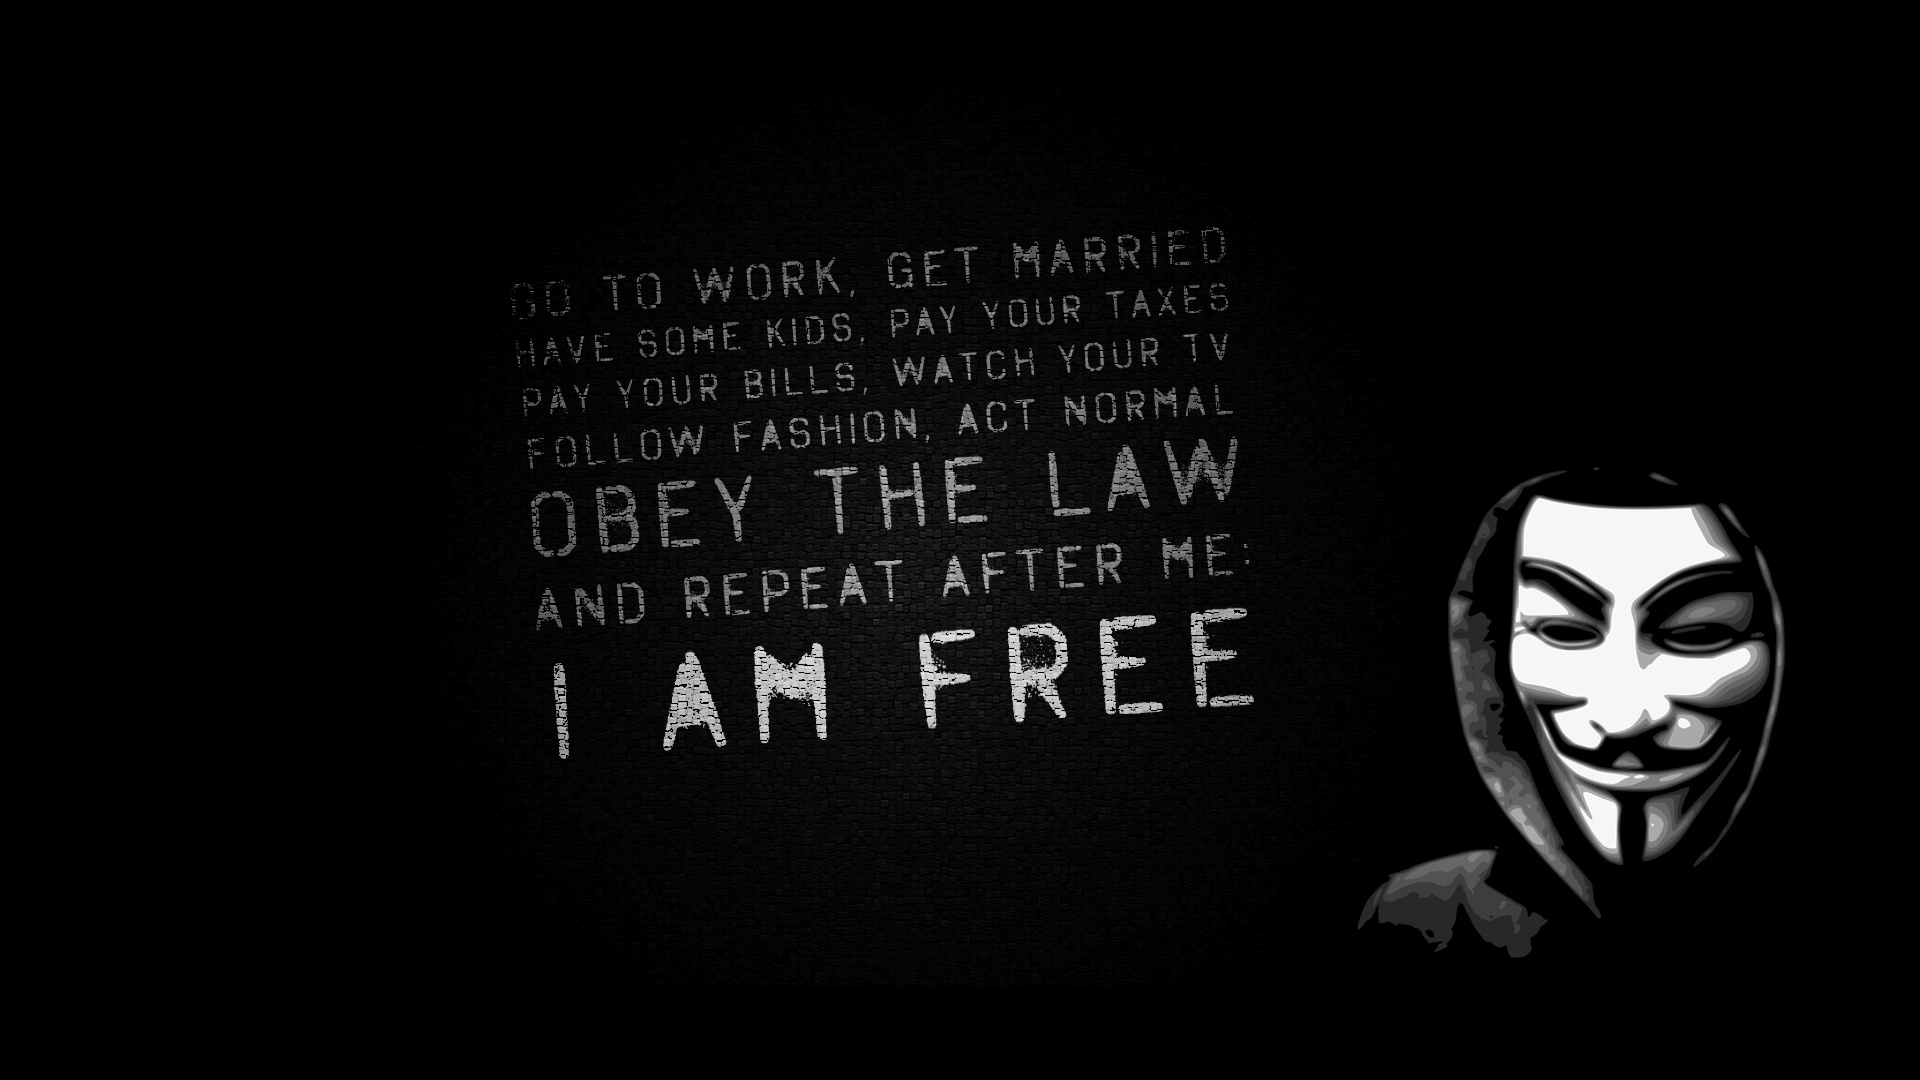 GO TO WORK, GET MARRIED
HAVE SOME KIDS, PAY YOUR TAXES
PAY YOUR BILLS, WATCH YOUR TV
FOLLOW FASHION, ACT NORMAL
OBEY THE LAW
AND REPEAT AFTER ME:
I AM FREE